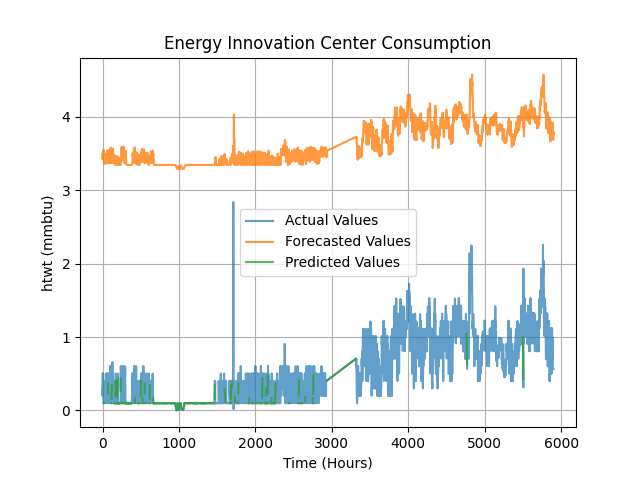 Energy Innovation Center Consumption
htwt (mmbtu)
4
3
2
1
0
Actual Values
Forecasted Values
Predicted Values
0 1000 2000 3000 4000 5000 6000
Time (Hours)